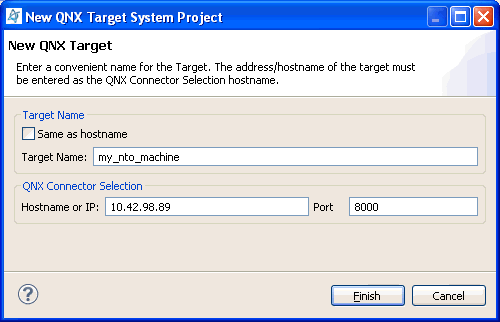 New QNX Target System Project
New QNX Target
Enter a convenient name for the Target. The address/hostname of the target must
be entered as the QNX Connector Selection hostname.
Target Name
Same as hostname
Target Name: my_nto_machine
QNX Connector Selection
Hostname or IP: 10.42.98.89 Port 8000
? Finish Cancel